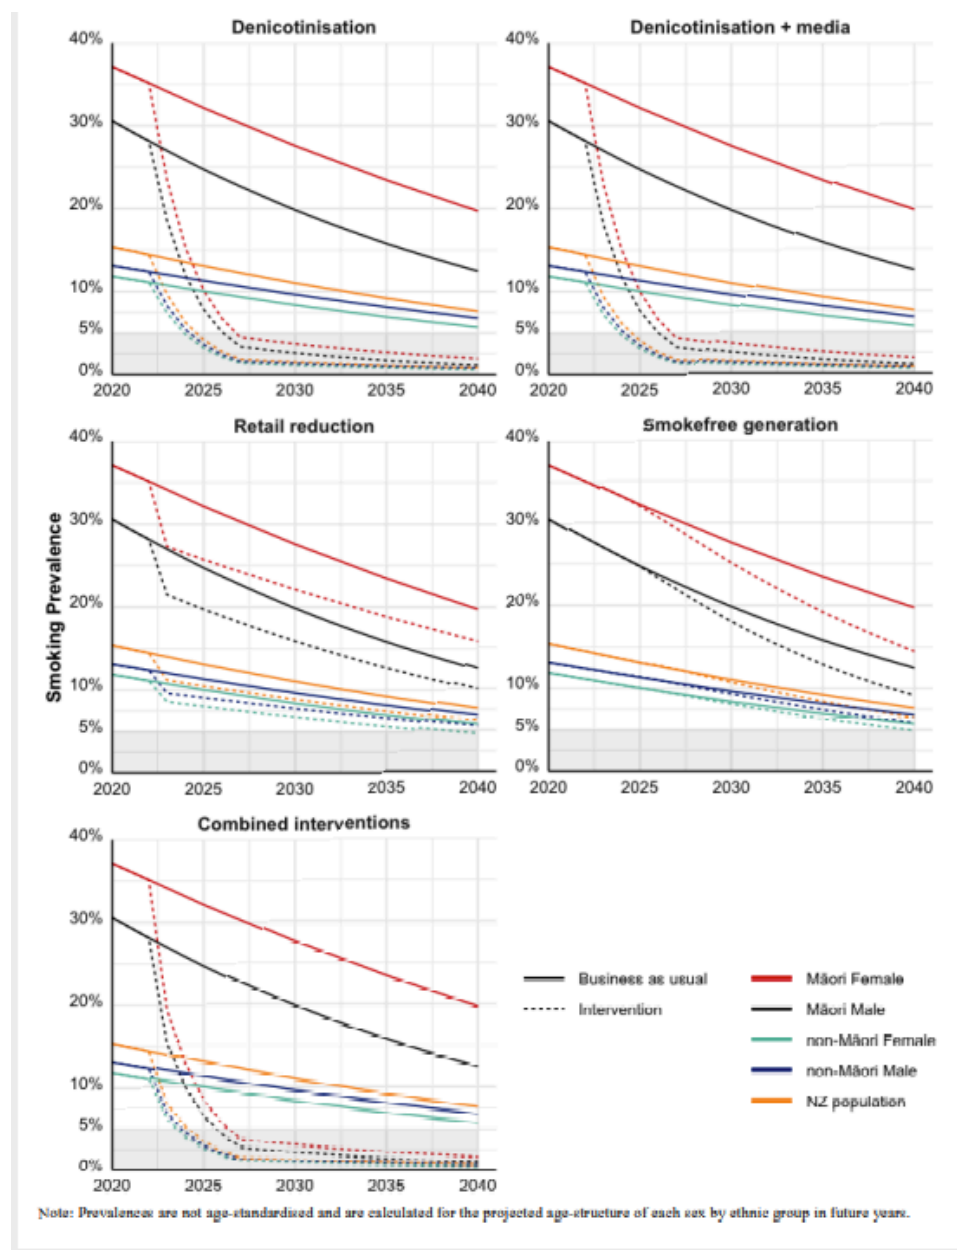 Denicotinisation
40%
30%
20%
10%
5%
0%
2020 2025 2030 2035 2040
Denicotinisation + media
40%
30%
20%
10%
5%
0%
2020 2025 2030 2035 2040
Smoking Prevalence
Retail reduction
40%
30%
20%
10%
5%
0%
2020 2025 2030 2035 2040
Smokefree generation
40%
30%
20%
10%
5%
0%
2020 2025 2030 2035 2040
Combined interventions
40%
30%
20%
10%
5%
0%
2020 2025 2030 2035 2040
Business as usual
Intervention
Māori Female
Māori Male
non-Māori Female
non-Māori Male
NZ population
Note: Prevalences are not age-standardised and are calculated for the projected age-structure of each sex by ethnic group in future years.